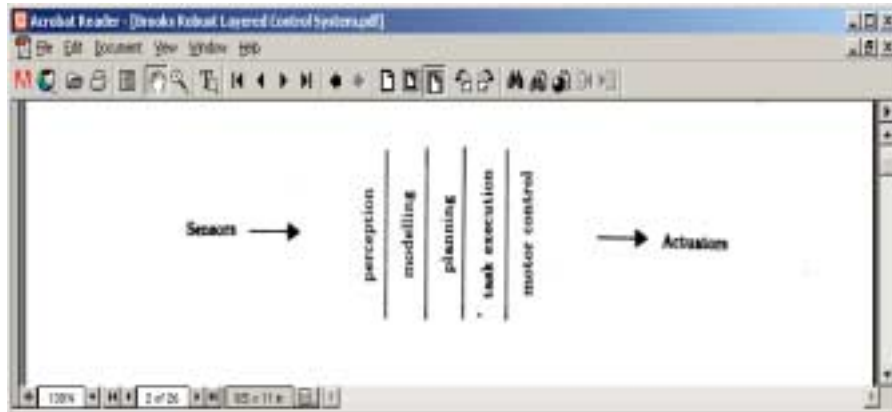 Acrobat Reader - [Brooks Robust Layered Control System.pdf]
File Edit Document View Window Help
Sensors
perception
modelling
planning
task execution
motor control
Actuators
2 of 26